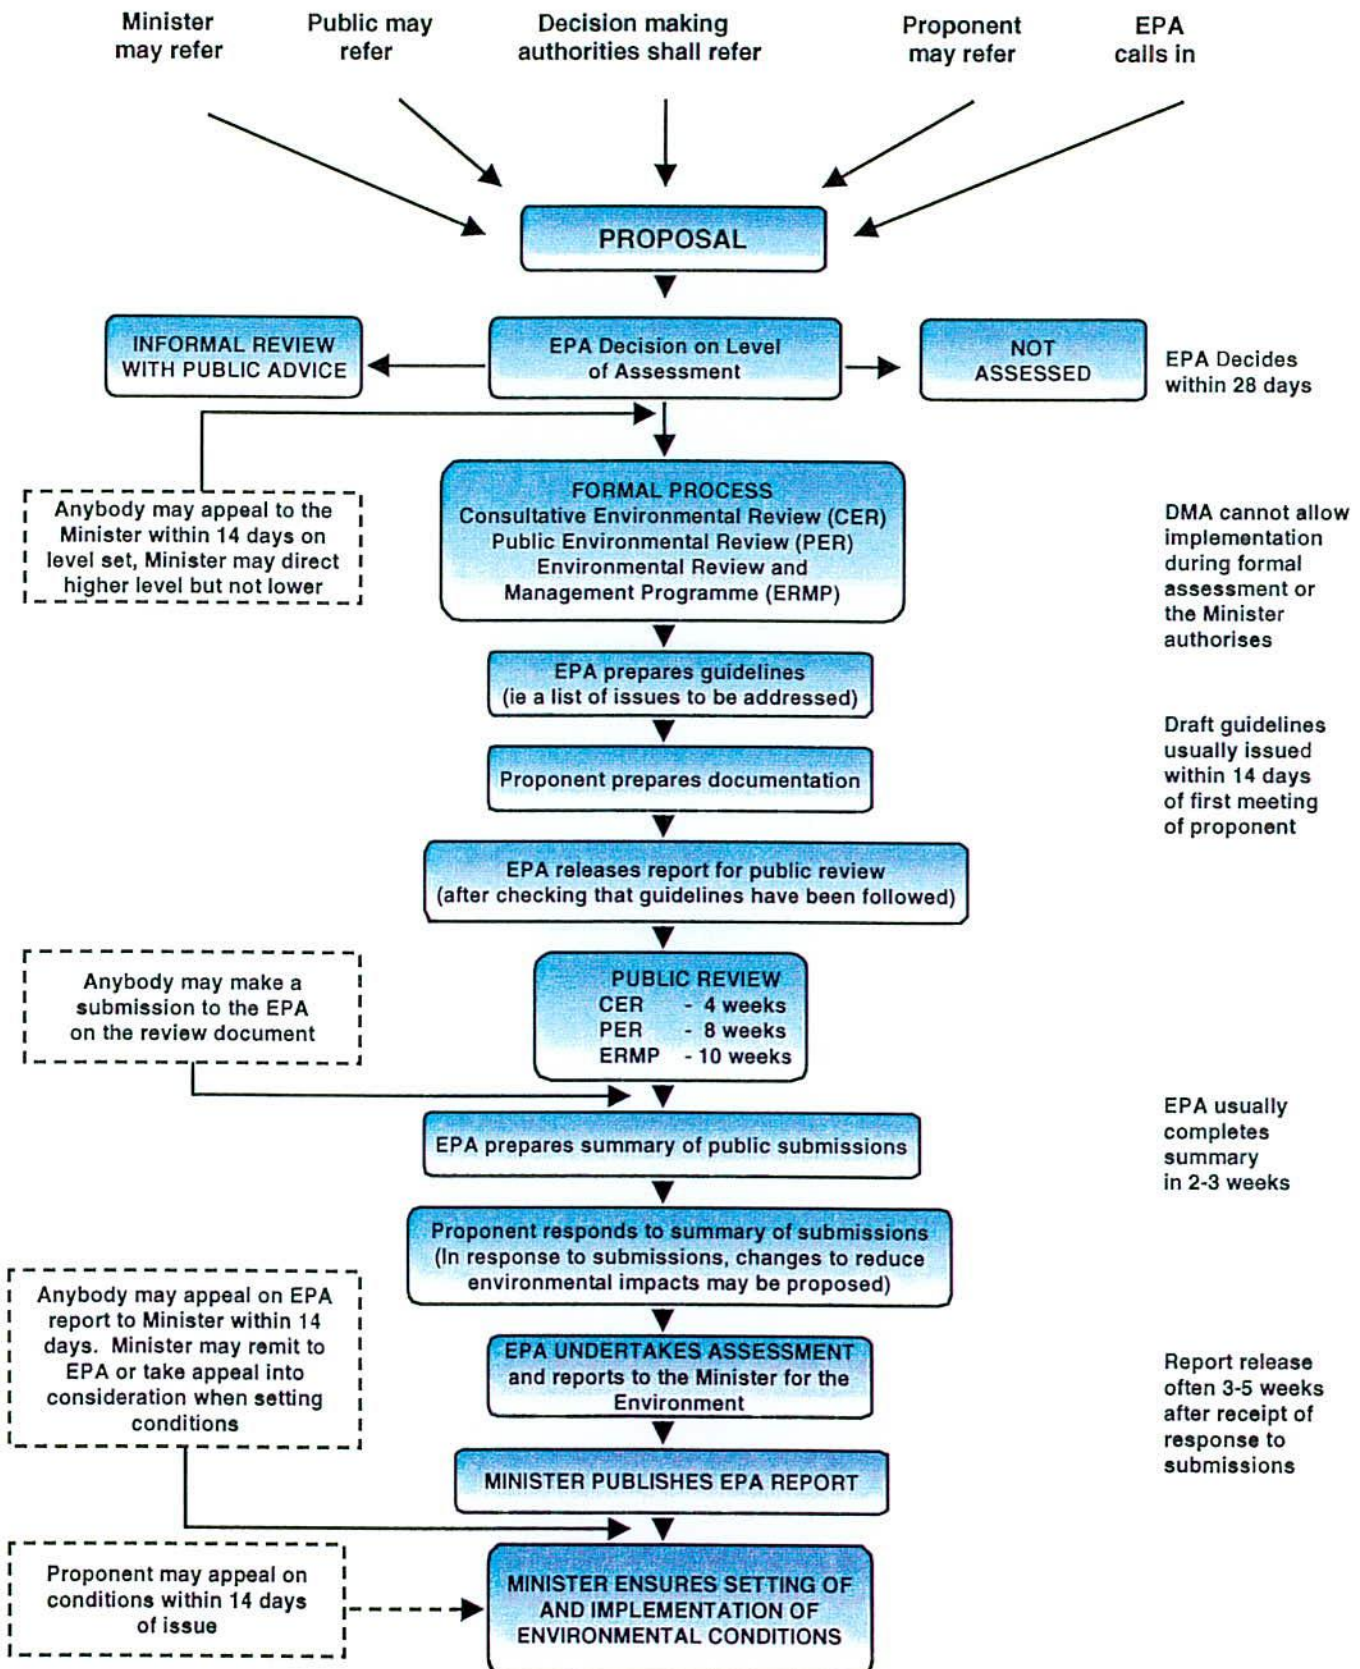 Minister
may refer
Public may
refer
Decision making
authorities shall refer
Proponent
may refer
EPA
calls in
PROPOSAL
INFORMAL REVIEW
WITH PUBLIC ADVICE
EPA Decision on Level
of Assessment
NOT
ASSESSED
EPA Decides
within 28 days
Anybody may appeal to the
Minister within 14 days on
level set, Minister may direct
higher level but not lower
FORMAL PROCESS
Consultative Environmental Review (CER)
Public Environmental Review (PER)
Environmental Review and
Management Programme (ERMP)
DMA cannot allow
implementation
during formal
assessment or
the Minister
authorises
EPA prepares guidelines
(ie a list of issues to be addressed)
Proponent prepares documentation
Draft guidelines
usually issued
within 14 days
of first meeting
of proponent
EPA releases report for public review
(after checking that guidelines have been followed)
Anybody may make a
submission to the EPA
on the review document
PUBLIC REVIEW
CER - 4 weeks
PER - 8 weeks
ERMP - 10 weeks
EPA prepares summary of public submissions
EPA usually
completes
summary
in 2-3 weeks
Proponent responds to summary of submissions
(In response to submissions, changes to reduce
environmental impacts may be proposed)
Anybody may appeal on EPA
report to Minister within 14
days. Minister may remit to
EPA or take appeal into
consideration when setting
conditions
EPA UNDERTAKES ASSESSMENT
and reports to the Minister for the
Environment
Report release
often 3-5 weeks
after receipt of
response to
submissions
MINISTER PUBLISHES EPA REPORT
Proponent may appeal on
conditions within 14 days
of issue
MINISTER ENSURES SETTING OF
AND IMPLEMENTATION OF
ENVIRONMENTAL CONDITIONS